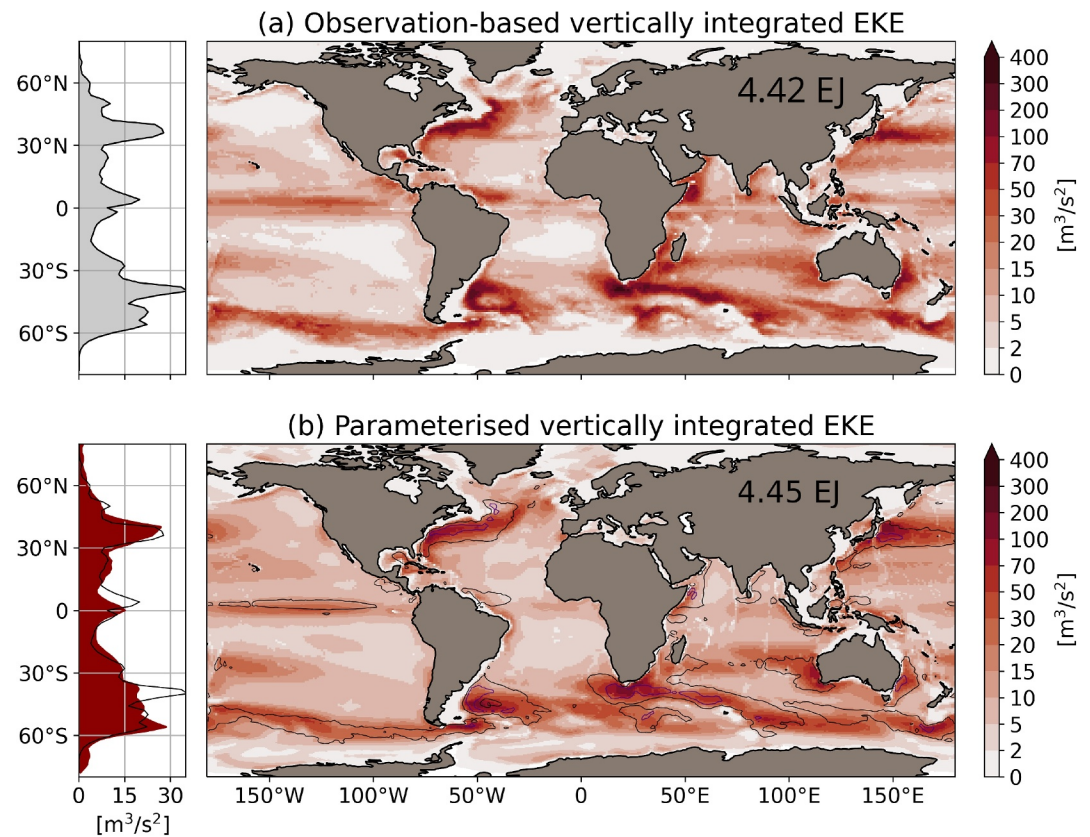 (a) Observation-based vertically integrated EKE
60°N
30°N
0
30°S
60°S
4.42 EJ
400
300
200
100
70
50
30
20
15
10
5
2
0
[m³/s²]
(b) Parameterised vertically integrated EKE
60°N
30°N
0
30°S
60°S
4.45 EJ
400
300
200
100
70
50
30
20
15
10
5
2
0
[m³/s²]
0 15 30
[m³/s²]
150°W 100°W 50°W 0 50°E 100°E 150°E